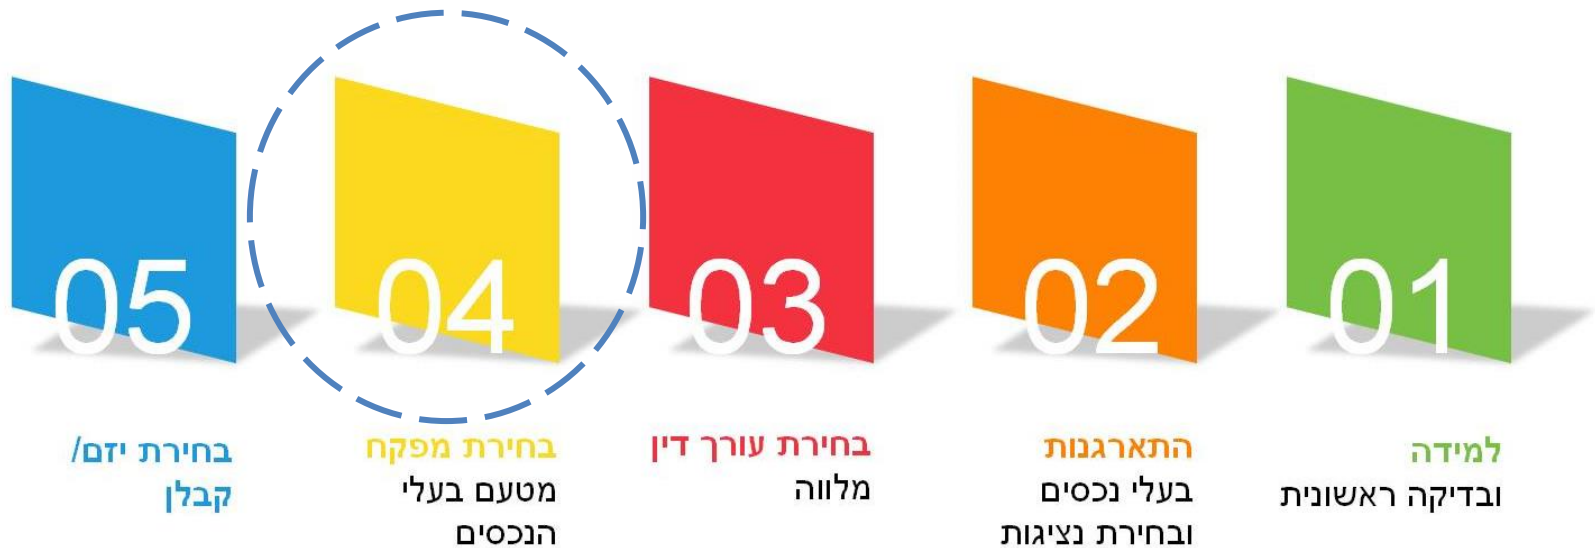 01
למידה
ובדיקה ראשונית
02
התארגנות
בעלי נכסים
ובחירת נציגות
03
בחירת עורך דין
מלווה
04
בחירת מפקח
מטעם בעלי
הנכסים
05
בחירת יזם/
קבלן